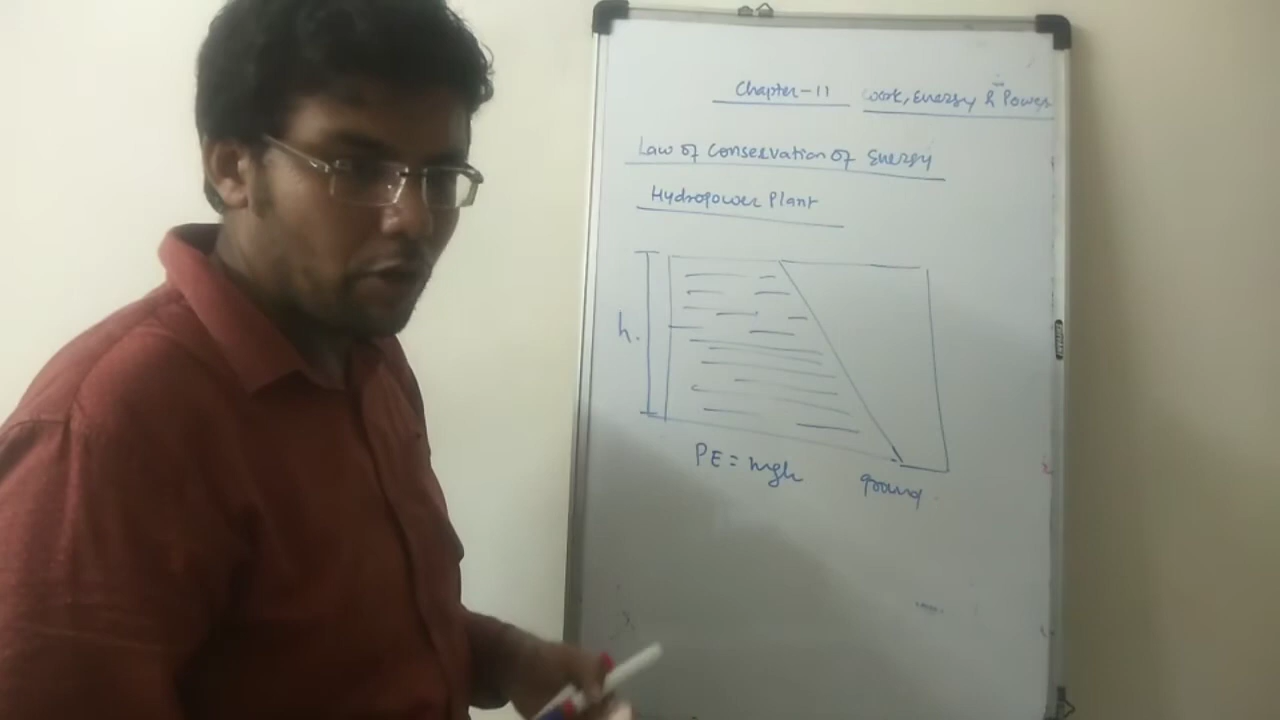 Chapter-11 Work, Energy & Power
Law of Conservation of Energy
Hydropower Plant
h.
PE = mgh
ground.